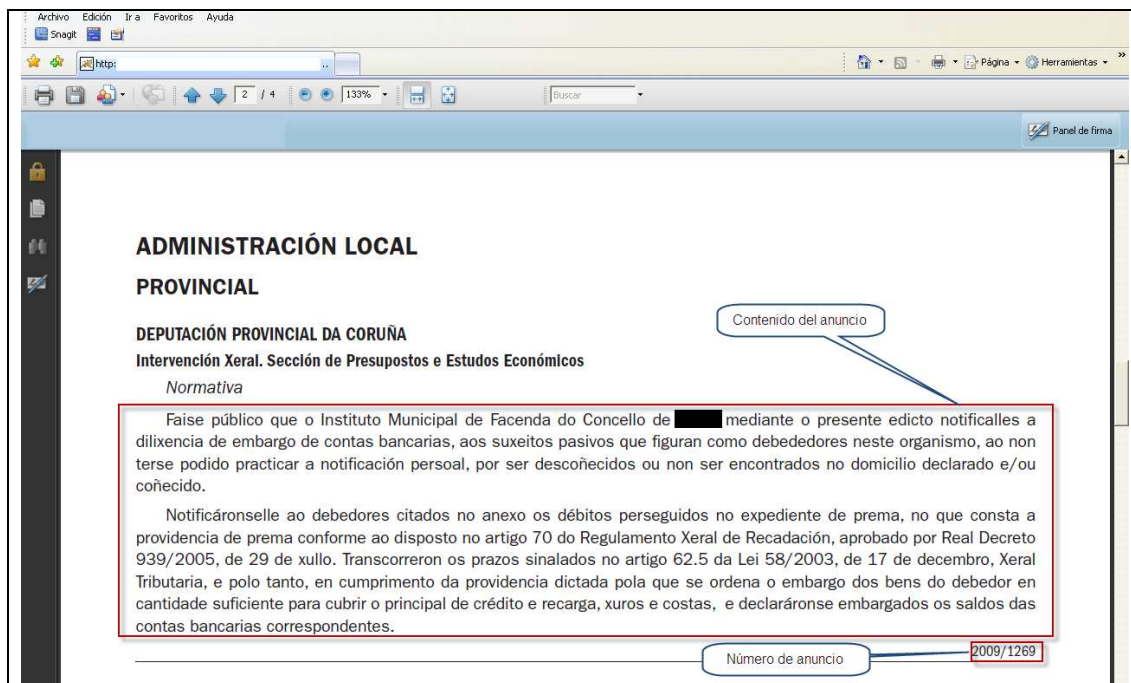 Archivo Edición Ir a Favoritos Ayuda
Snagit
http: ..
Página Herramientas »
2 / 4 133% Buscar
Panel de firma
ADMINISTRACIÓN LOCAL
PROVINCIAL
Contenido del anuncio
DEPUTACIÓN PROVINCIAL DA CORUÑA
Intervención Xeral. Sección de Presupostos e Estudos Económicos
Normativa
Faise público que o Instituto Municipal de Facenda do Concello de mediante o presente edicto notificalles a
dilixencia de embargo de contas bancarias, aos suxeitos pasivos que figuran como debededores neste organismo, ao non
terse podido practicar a notificación persoal, por ser descoñecidos ou non ser encontrados no domicilio declarado e/ou
coñecido.
Notificáronselle ao debedores citados no anexo os débitos perseguidos no expediente de prema, no que consta a
providencia de prema conforme ao disposto no artigo 70 do Regulamento Xeral de Recadación, aprobado por Real Decreto
939/2005, de 29 de xullo. Transcorreron os prazos sinalados no artigo 62.5 da Lei 58/2003, de 17 de decembro, Xeral
Tributaria, e polo tanto, en cumprimento da providencia dictada pola que se ordena o embargo dos bens do debedor en
cantidade suficiente para cubrir o principal de crédito e recarga, xuros e costas, e declaráronse embargados os saldos das
contas bancarias correspondentes.
2009/1269
Número de anuncio